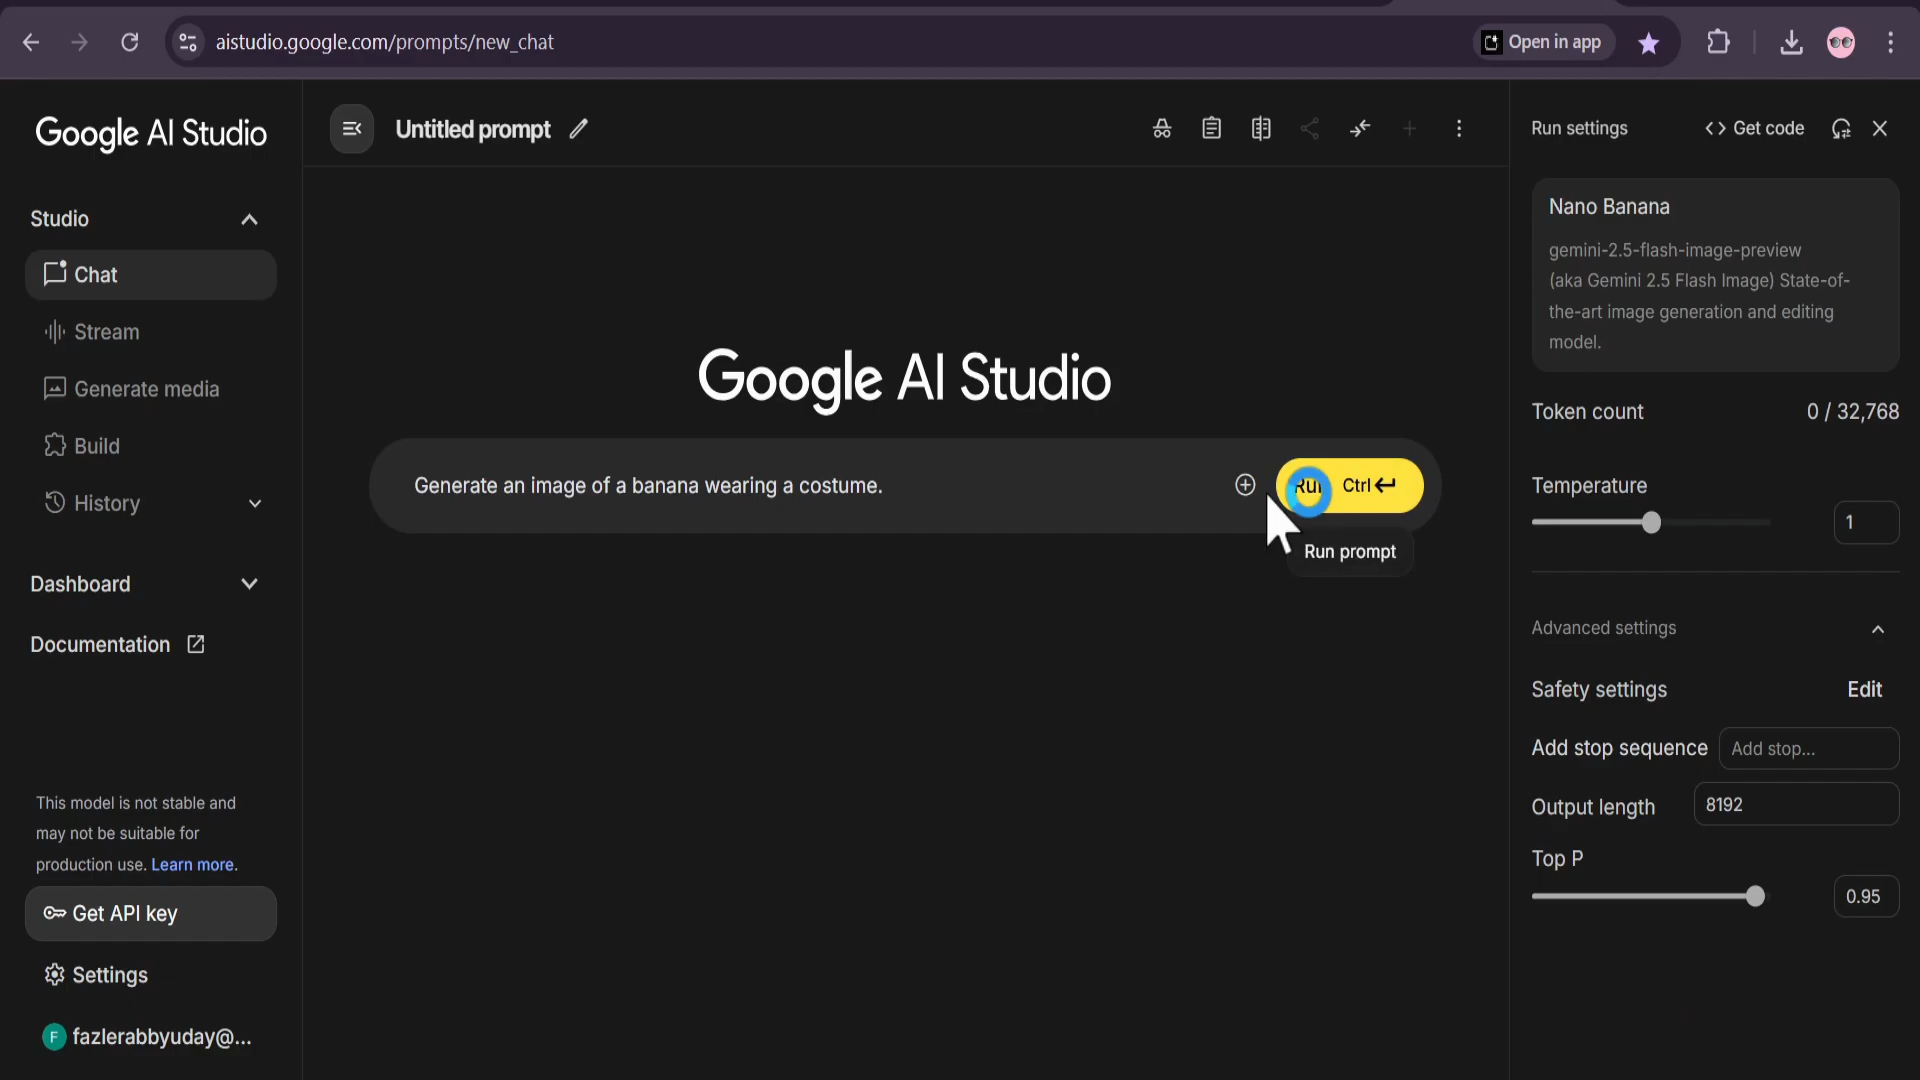 aistudio.google.com/prompts/new_chat
Open in app
Google AI Studio
Untitled prompt
Run settings
Get code
Studio
Chat
Stream
Generate media
Build
History
Dashboard
Documentation
Google AI Studio
Generate an image of a banana wearing a costume.
Ctrl
Run prompt
Nano Banana
gemini-2.5-flash-image-preview
(aka Gemini 2.5 Flash Image) State-of-
the-art image generation and editing
model.
Token count
0 / 32,768
Temperature
1
Advanced settings
Safety settings
Edit
Add stop sequence
Add stop...
Output length
8192
Top P
0.95
This model is not stable and
may not be suitable for
production use. Learn more.
Get API key
Settings
F
fazlerabbyuday@...